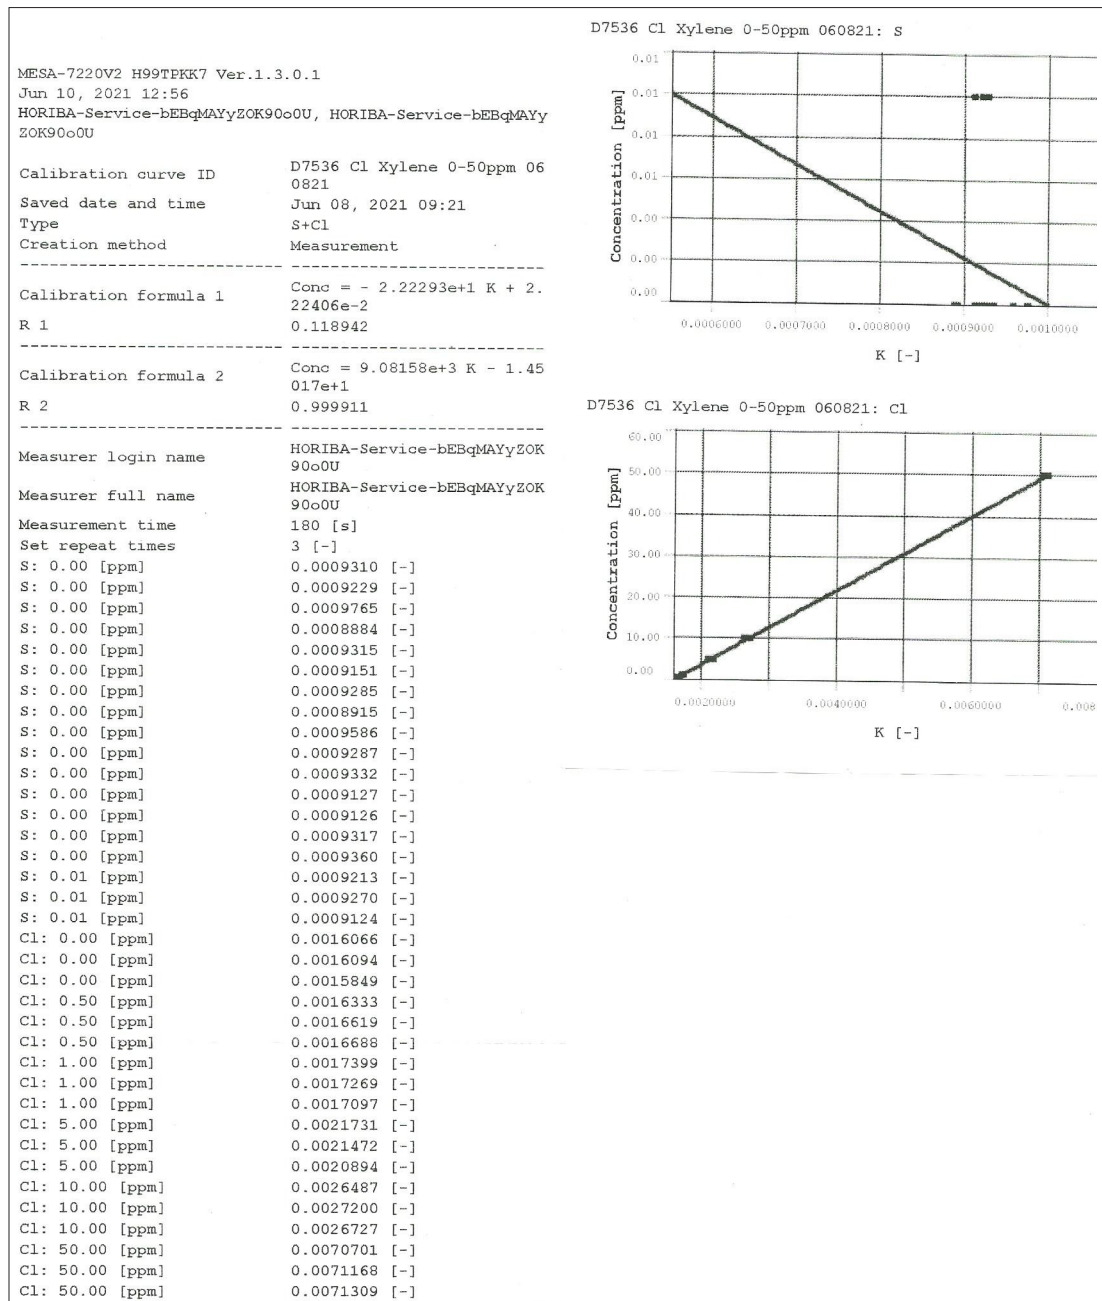 MESA-7220V2 H99TPKK7 Ver.1.3.0.1
Jun 10, 2021 12:56
HORIBA-Service-bEBqMAYyZOK90o0U, HORIBA-Service-bEBqMAYy
ZOK90o0U
Calibration curve ID D7536 Cl Xylene 0-50ppm 06
0821
Saved date and time Jun 08, 2021 09:21
Type S+Cl
Creation method Measurement
Calibration formula 1 Conc = - 2.22293e+1 K + 2.
22406e-2
R 1 0.118942
Calibration formula 2 Conc = 9.08158e+3 K - 1.45
017e+1
R 2 0.999911
Measurer login name HORIBA-Service-bEBqMAYyZOK
90o0U
Measurer full name HORIBA-Service-bEBqMAYyZOK
90o0U
Measurement time 180 [s]
Set repeat times 3 [-]
S: 0.00 [ppm] 0.0009310 [-]
S: 0.00 [ppm] 0.0009229 [-]
S: 0.00 [ppm] 0.0009765 [-]
S: 0.00 [ppm] 0.0008884 [-]
S: 0.00 [ppm] 0.0009315 [-]
S: 0.00 [ppm] 0.0009151 [-]
S: 0.00 [ppm] 0.0009285 [-]
S: 0.00 [ppm] 0.0008915 [-]
S: 0.00 [ppm] 0.0009586 [-]
S: 0.00 [ppm] 0.0009287 [-]
S: 0.00 [ppm] 0.0009332 [-]
S: 0.00 [ppm] 0.0009127 [-]
S: 0.00 [ppm] 0.0009126 [-]
S: 0.00 [ppm] 0.0009317 [-]
S: 0.00 [ppm] 0.0009360 [-]
S: 0.01 [ppm] 0.0009213 [-]
S: 0.01 [ppm] 0.0009270 [-]
S: 0.01 [ppm] 0.0009124 [-]
Cl: 0.00 [ppm] 0.0016066 [-]
Cl: 0.00 [ppm] 0.0016094 [-]
Cl: 0.00 [ppm] 0.0015849 [-]
Cl: 0.50 [ppm] 0.0016333 [-]
Cl: 0.50 [ppm] 0.0016619 [-]
Cl: 0.50 [ppm] 0.0016688 [-]
Cl: 1.00 [ppm] 0.0017399 [-]
Cl: 1.00 [ppm] 0.0017269 [-]
Cl: 1.00 [ppm] 0.0017097 [-]
Cl: 5.00 [ppm] 0.0021731 [-]
Cl: 5.00 [ppm] 0.0021472 [-]
Cl: 5.00 [ppm] 0.0020894 [-]
Cl: 10.00 [ppm] 0.0026487 [-]
Cl: 10.00 [ppm] 0.0027200 [-]
Cl: 10.00 [ppm] 0.0026727 [-]
Cl: 50.00 [ppm] 0.0070701 [-]
Cl: 50.00 [ppm] 0.0071168 [-]
Cl: 50.00 [ppm] 0.0071309 [-]
D7536 Cl Xylene 0-50ppm 060821: S
Concentration [ppm]
0.01
0.01
0.01
0.01
0.00
0.00
0.00
0.0006000 0.0007000 0.0008000 0.0009000 0.0010000
K [-]
D7536 Cl Xylene 0-50ppm 060821: Cl
Concentration [ppm]
60.00
50.00
40.00
30.00
20.00
10.00
0.00
0.0020000 0.0040000 0.0060000 0.008
K [-]